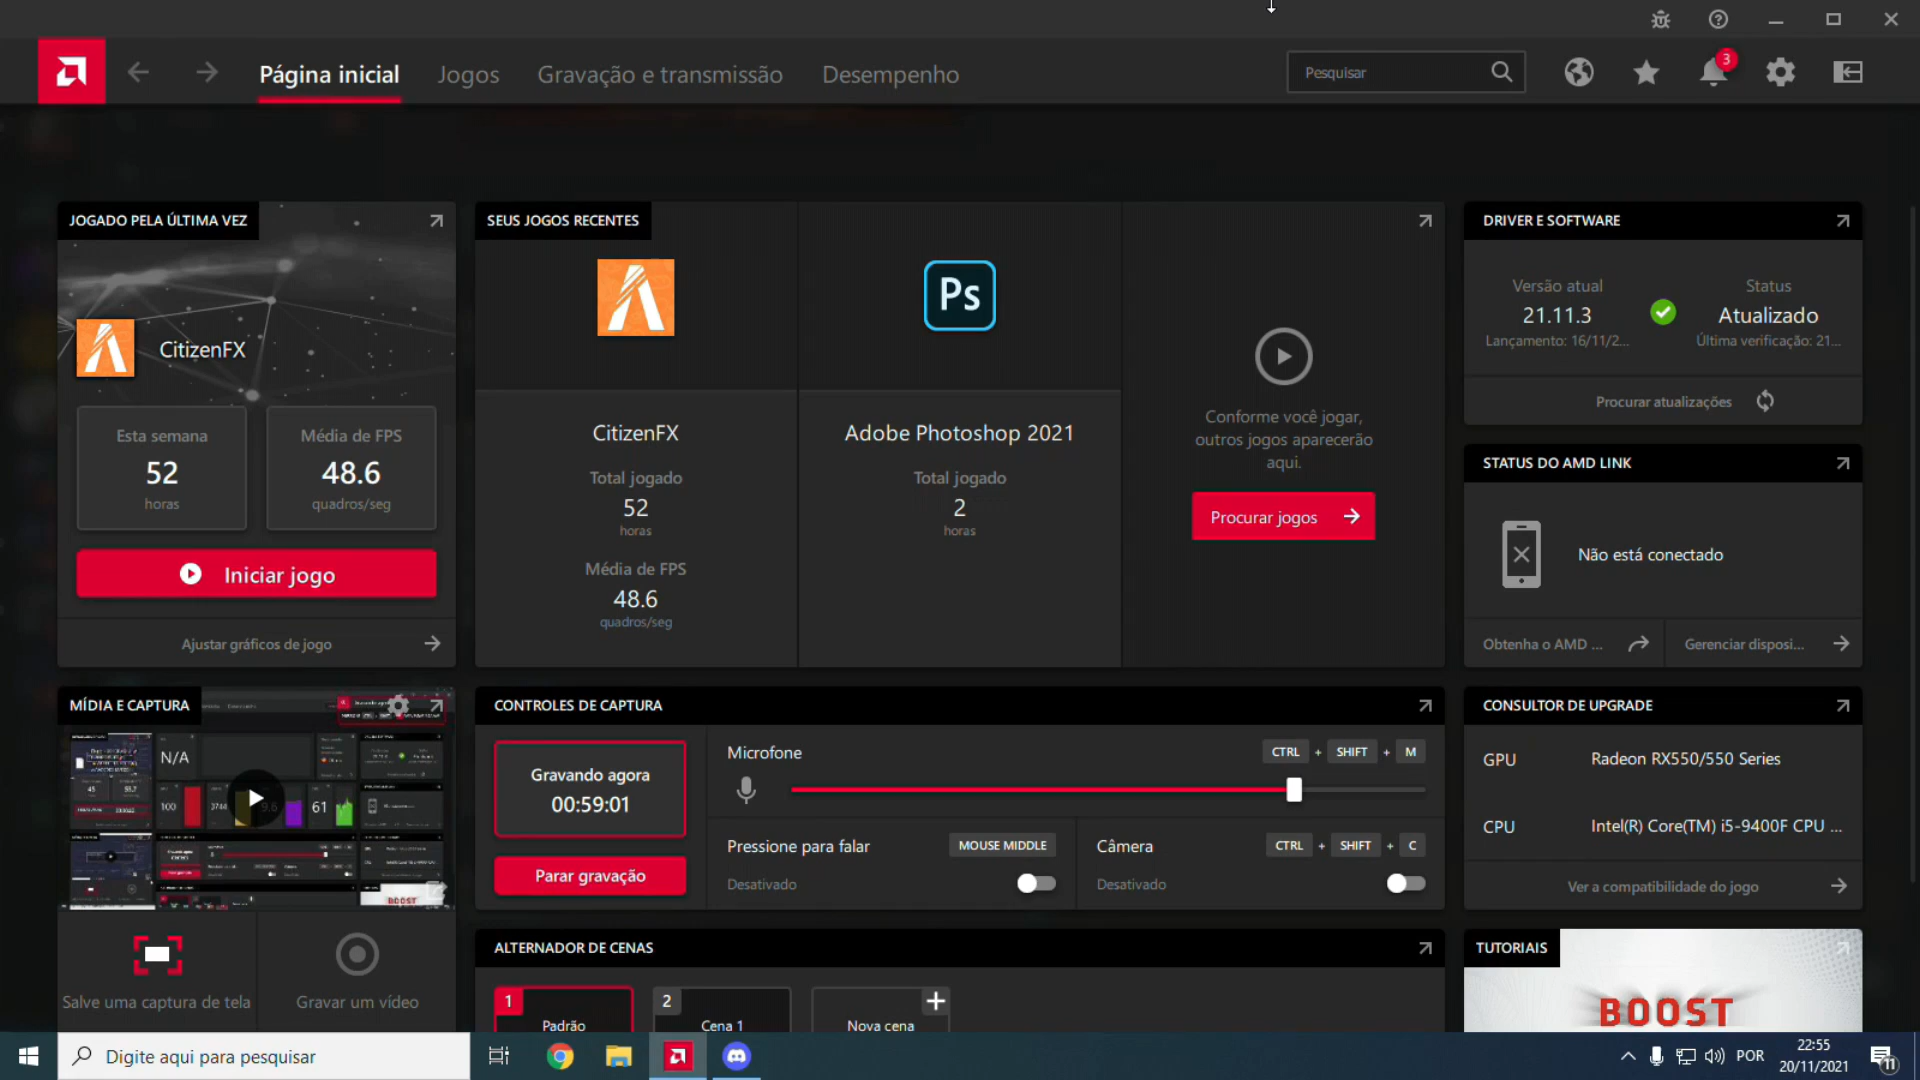 Página inicial
Jogos
Gravação e transmissão
Desempenho
Pesquisar
3
JOGADO PELA ÚLTIMA VEZ
CitizenFX
Esta semana
52
horas
Média de FPS
48.6
quadros/seg
Iniciar jogo
Ajustar gráficos de jogo
SEUS JOGOS RECENTES
CitizenFX
Total jogado
52
horas
Média de FPS
48.6
quadros/seg
Ps
Adobe Photoshop 2021
Total jogado
2
horas
Conforme você jogar,
outros jogos aparecerão
aqui.
Procurar jogos
DRIVER E SOFTWARE
Versão atual
21.11.3
Lançamento: 16/11/2...
Status
Atualizado
Última verificação: 21...
Procurar atualizações
STATUS DO AMD LINK
Não está conectado
Obtenha o AMD ...
Gerenciar disposi...
MÍDIA E CAPTURA
N/A
100
3744
9.6
61
BOOST
Salve uma captura de tela
Gravar um vídeo
CONTROLES DE CAPTURA
Gravando agora
00:59:01
Parar gravação
Microfone
CTRL + SHIFT + M
Pressione para falar
MOUSE MIDDLE
Desativado
Câmera
CTRL + SHIFT + C
Desativado
ALTERNADOR DE CENAS
1
Padrão
2
Cena 1
+
Nova cena
CONSULTOR DE UPGRADE
GPU
Radeon RX550/550 Series
CPU
Intel(R) Core(TM) i5-9400F CPU ...
Ver a compatibilidade do jogo
TUTORIAIS
BOOST
Digite aqui para pesquisar
POR
22:55
20/11/2021
11